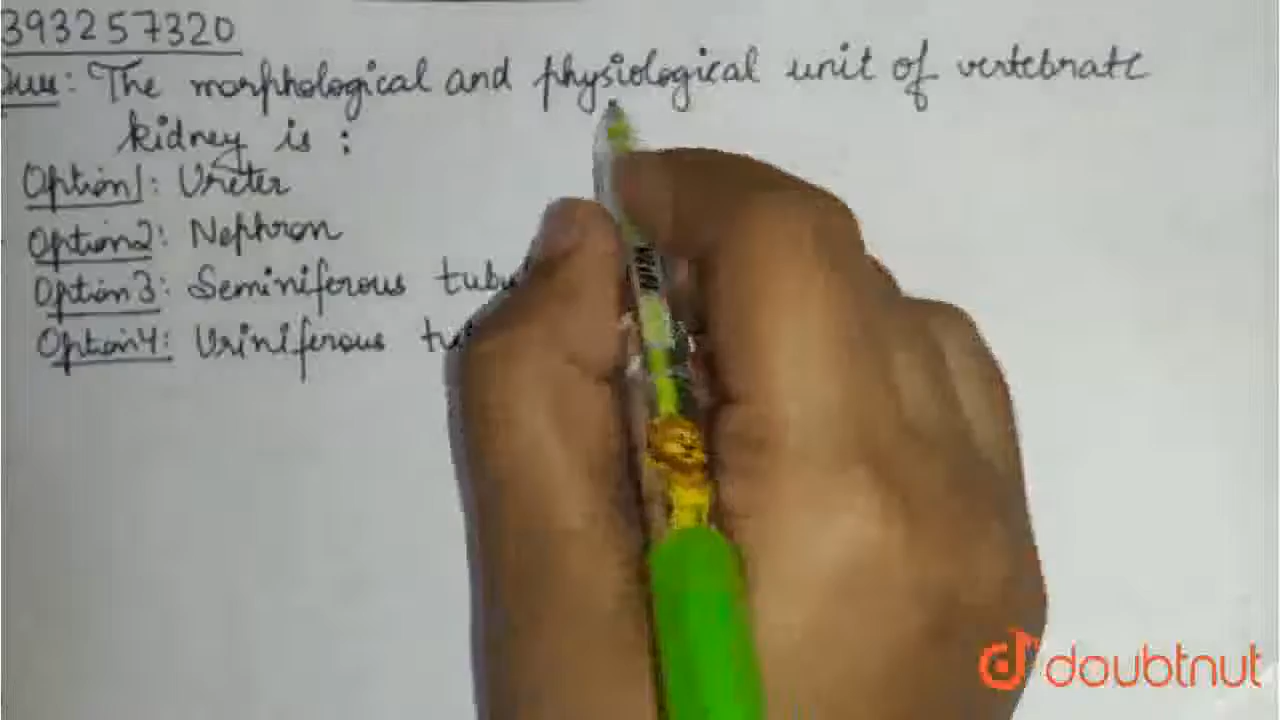 393257320
Ques: The morphological and physiological unit of vertebrate
kidney is :
Option1: Ureter
Option2: Nephron
Option3: Seminiferous
Option4: Uriniferous
doubtnut